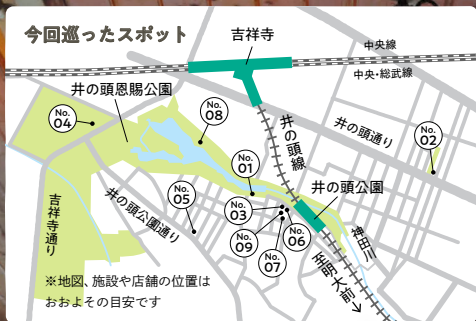 今回巡ったスポット
吉祥寺
中央線
中央・総武線
井の頭恩賜公園
No.
04
No.
08
井の頭線
井の頭通り
No.
02
No.
01
吉祥寺通り
井の頭公園通り
No.
05
No.
03
No.
09
No.
07
No.
06
井の頭公園
神田川
至明大前↓
※地図、施設や店舗の位置は
おおよその目安です